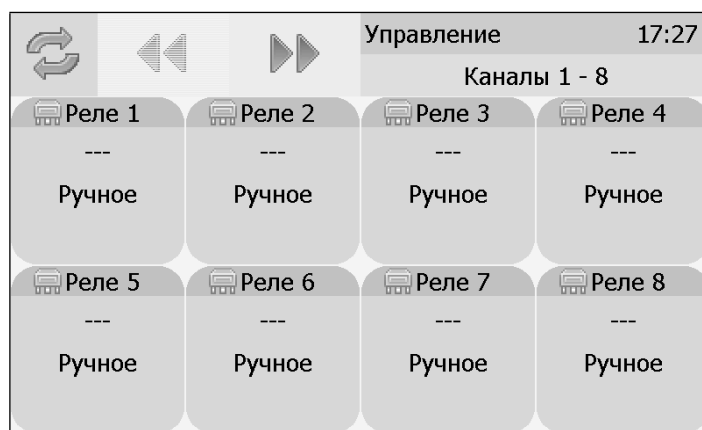 Управление 17:27
Каналы 1 - 8
Реле 1 Реле 2 Реле 3 Реле 4
--- --- --- ---
Ручное Ручное Ручное Ручное
Реле 5 Реле 6 Реле 7 Реле 8
--- --- --- ---
Ручное Ручное Ручное Ручное